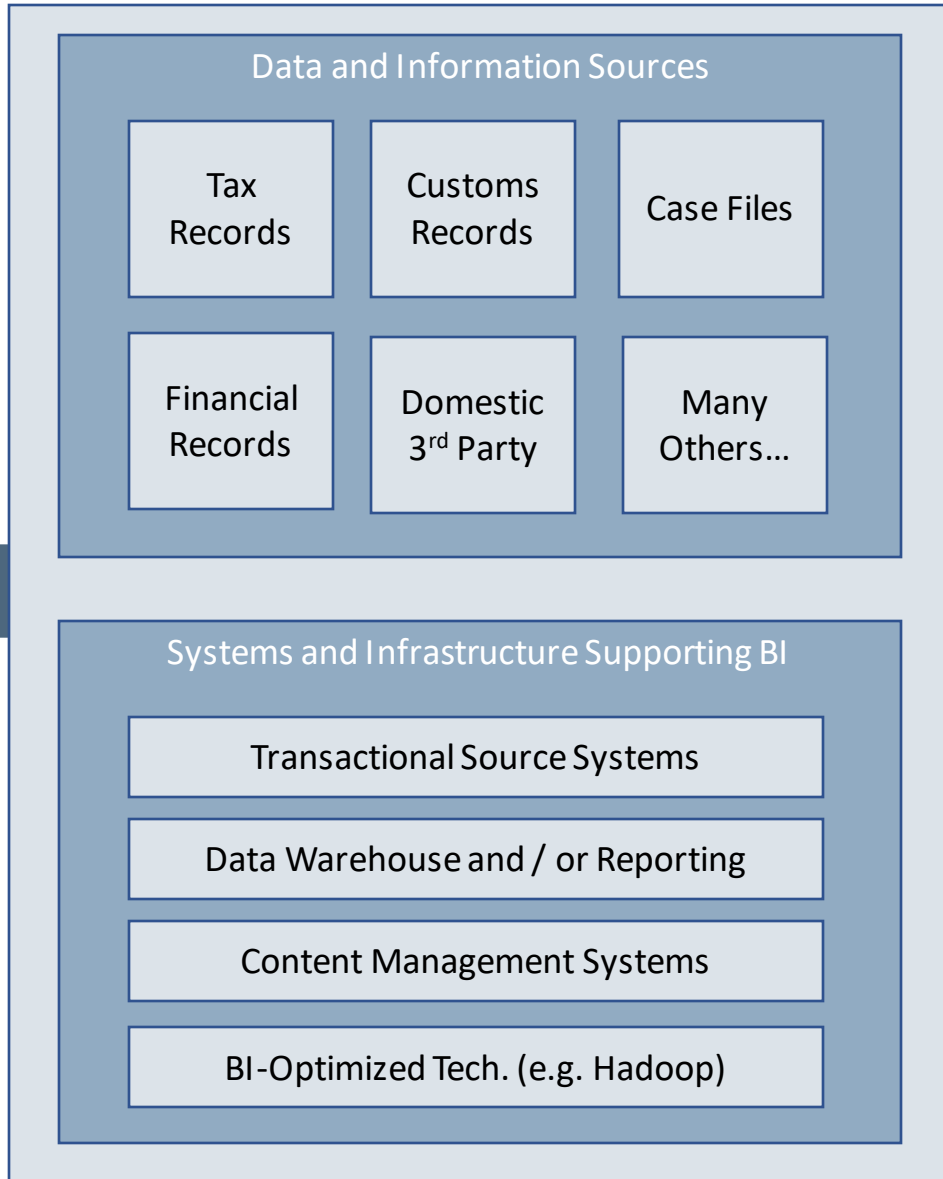 Data and Information Sources
Tax
Records
Customs
Records
Case Files
Financial
Records
Domestic
3rd Party
Many
Others…
Systems and Infrastructure Supporting BI
Transactional Source Systems
Data Warehouse and / or Reporting
Content Management Systems
BI-Optimized Tech. (e.g. Hadoop)